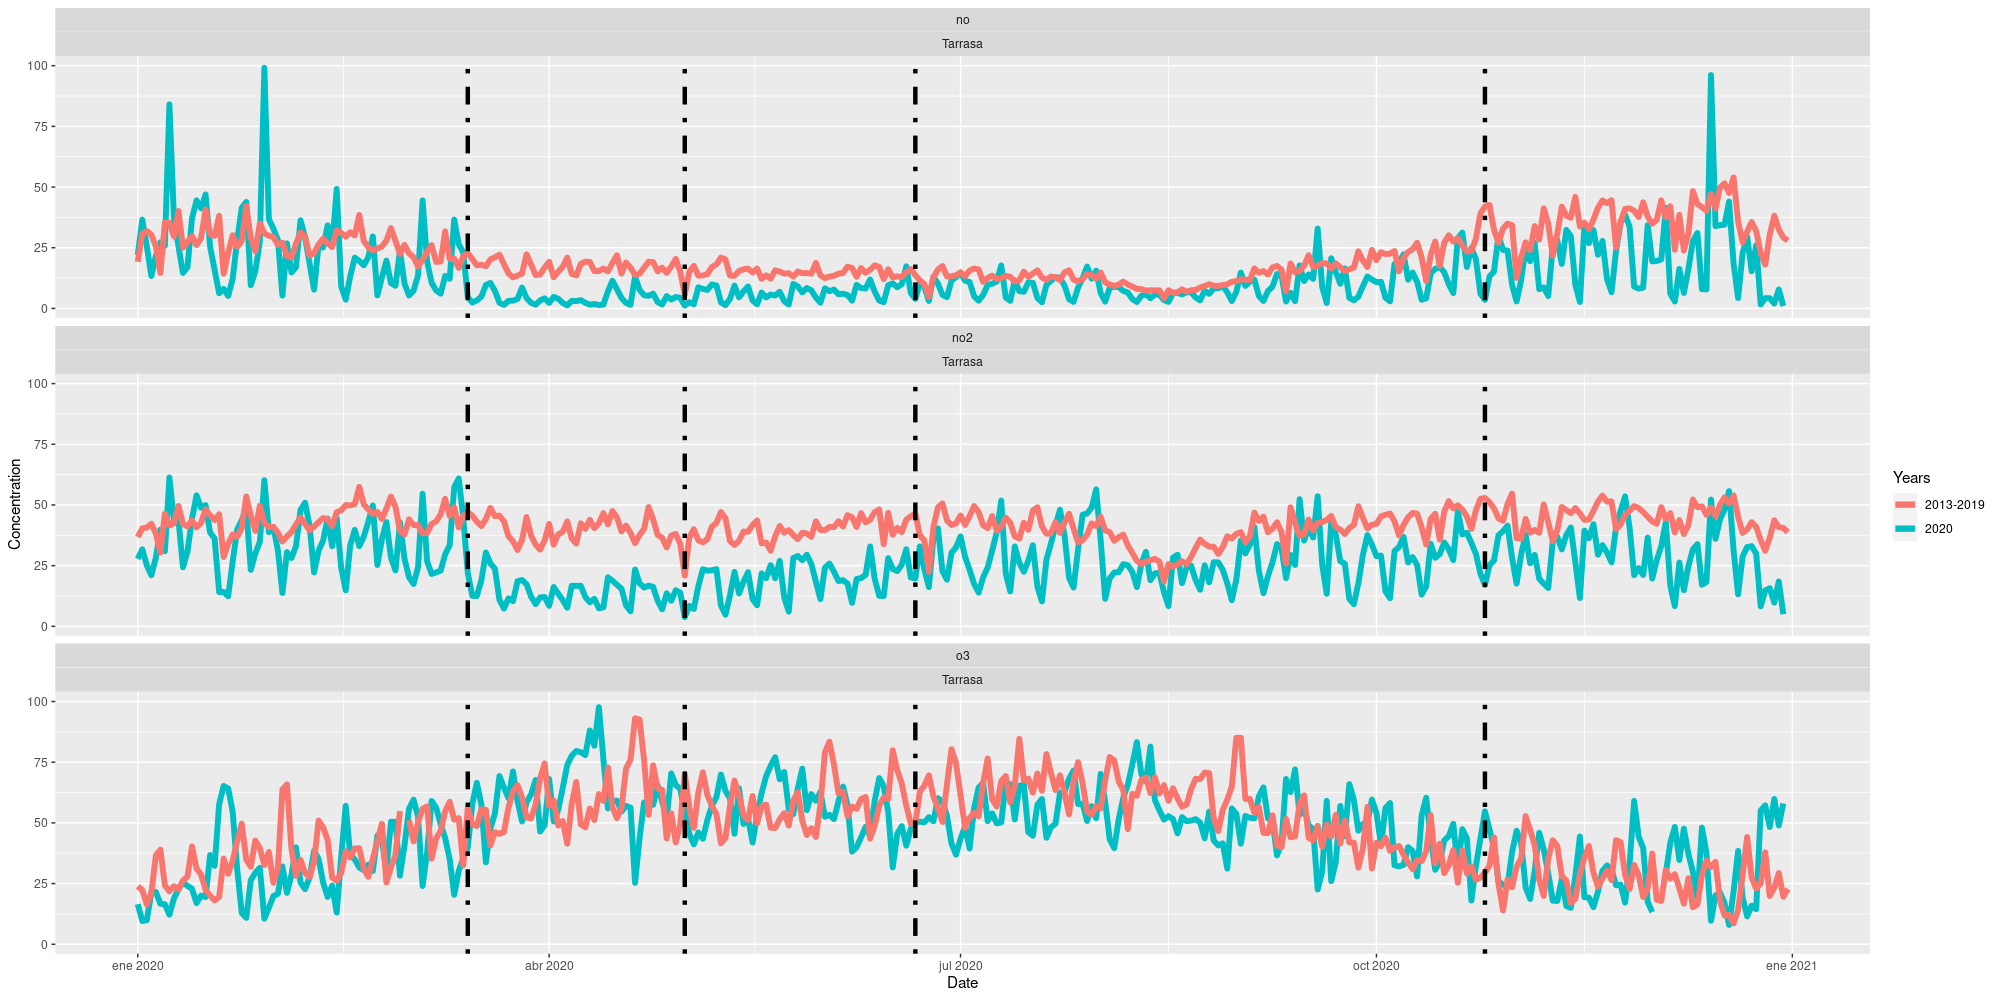 no
Tarrasa
100
75
50
25
0
no2
Tarrasa
100
75
50
25
0
o3
Tarrasa
100
75
50
25
0
ene 2020
abr 2020
jul 2020
oct 2020
ene 2021
Date
Concentration
Years
2013-2019
2020